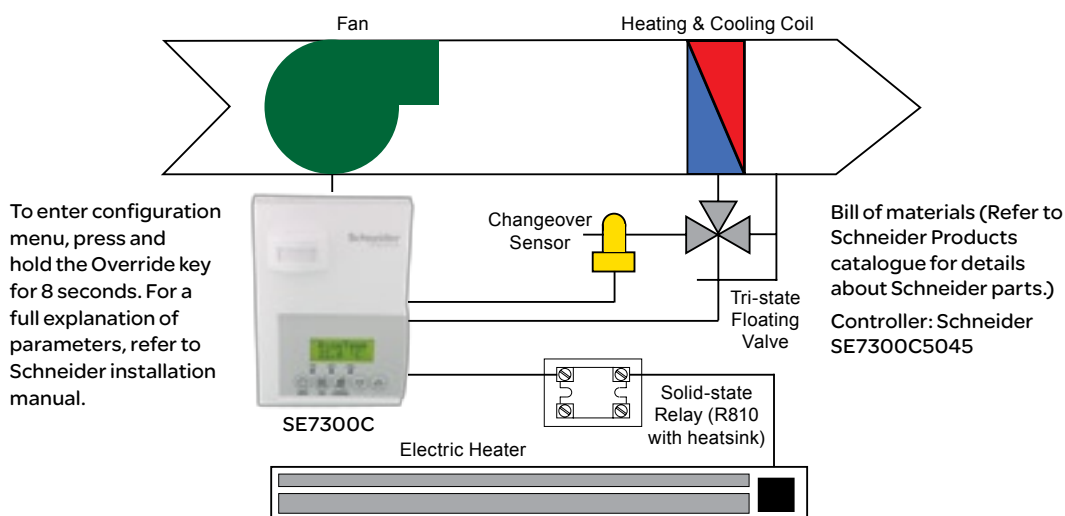 Fan
Heating & Cooling Coil
To enter configuration
menu, press and
hold the Override key
for 8 seconds. For a
full explanation of
parameters, refer to
Schneider installation
manual.
Schneider
SE7300C
Changeover
Sensor
Tri-state
Floating
Valve
Bill of materials (Refer to
Schneider Products
catalogue for details
about Schneider parts.)
Controller: Schneider
SE7300C5045
Solid-state
Relay (R810
with heatsink)
Electric Heater